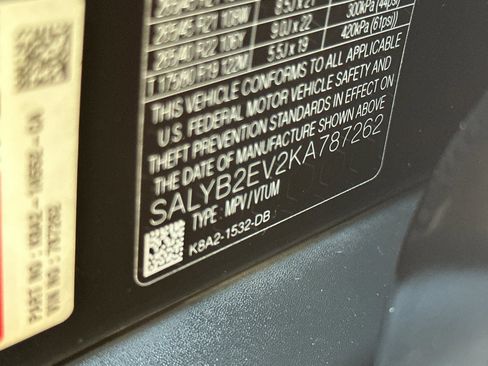 265/45 R21 108W 8.5J x 21
265/40 R22 106Y 9.0J x 22 300kPa (44psi)
T 175/80 R19 122M 5.5J x 19 420kPa (61psi)
THIS VEHICLE CONFORMS TO ALL APPLICABLE
U.S. FEDERAL MOTOR VEHICLE SAFETY AND
THEFT PREVENTION STANDARDS IN EFFECT ON
THE DATE OF MANUFACTURE SHOWN ABOVE
SALYB2EV2KA787262
TYPE : MPV / VTUM
K8A2-1532-DB
PART NO : K8A2-
VIN NO : 787262